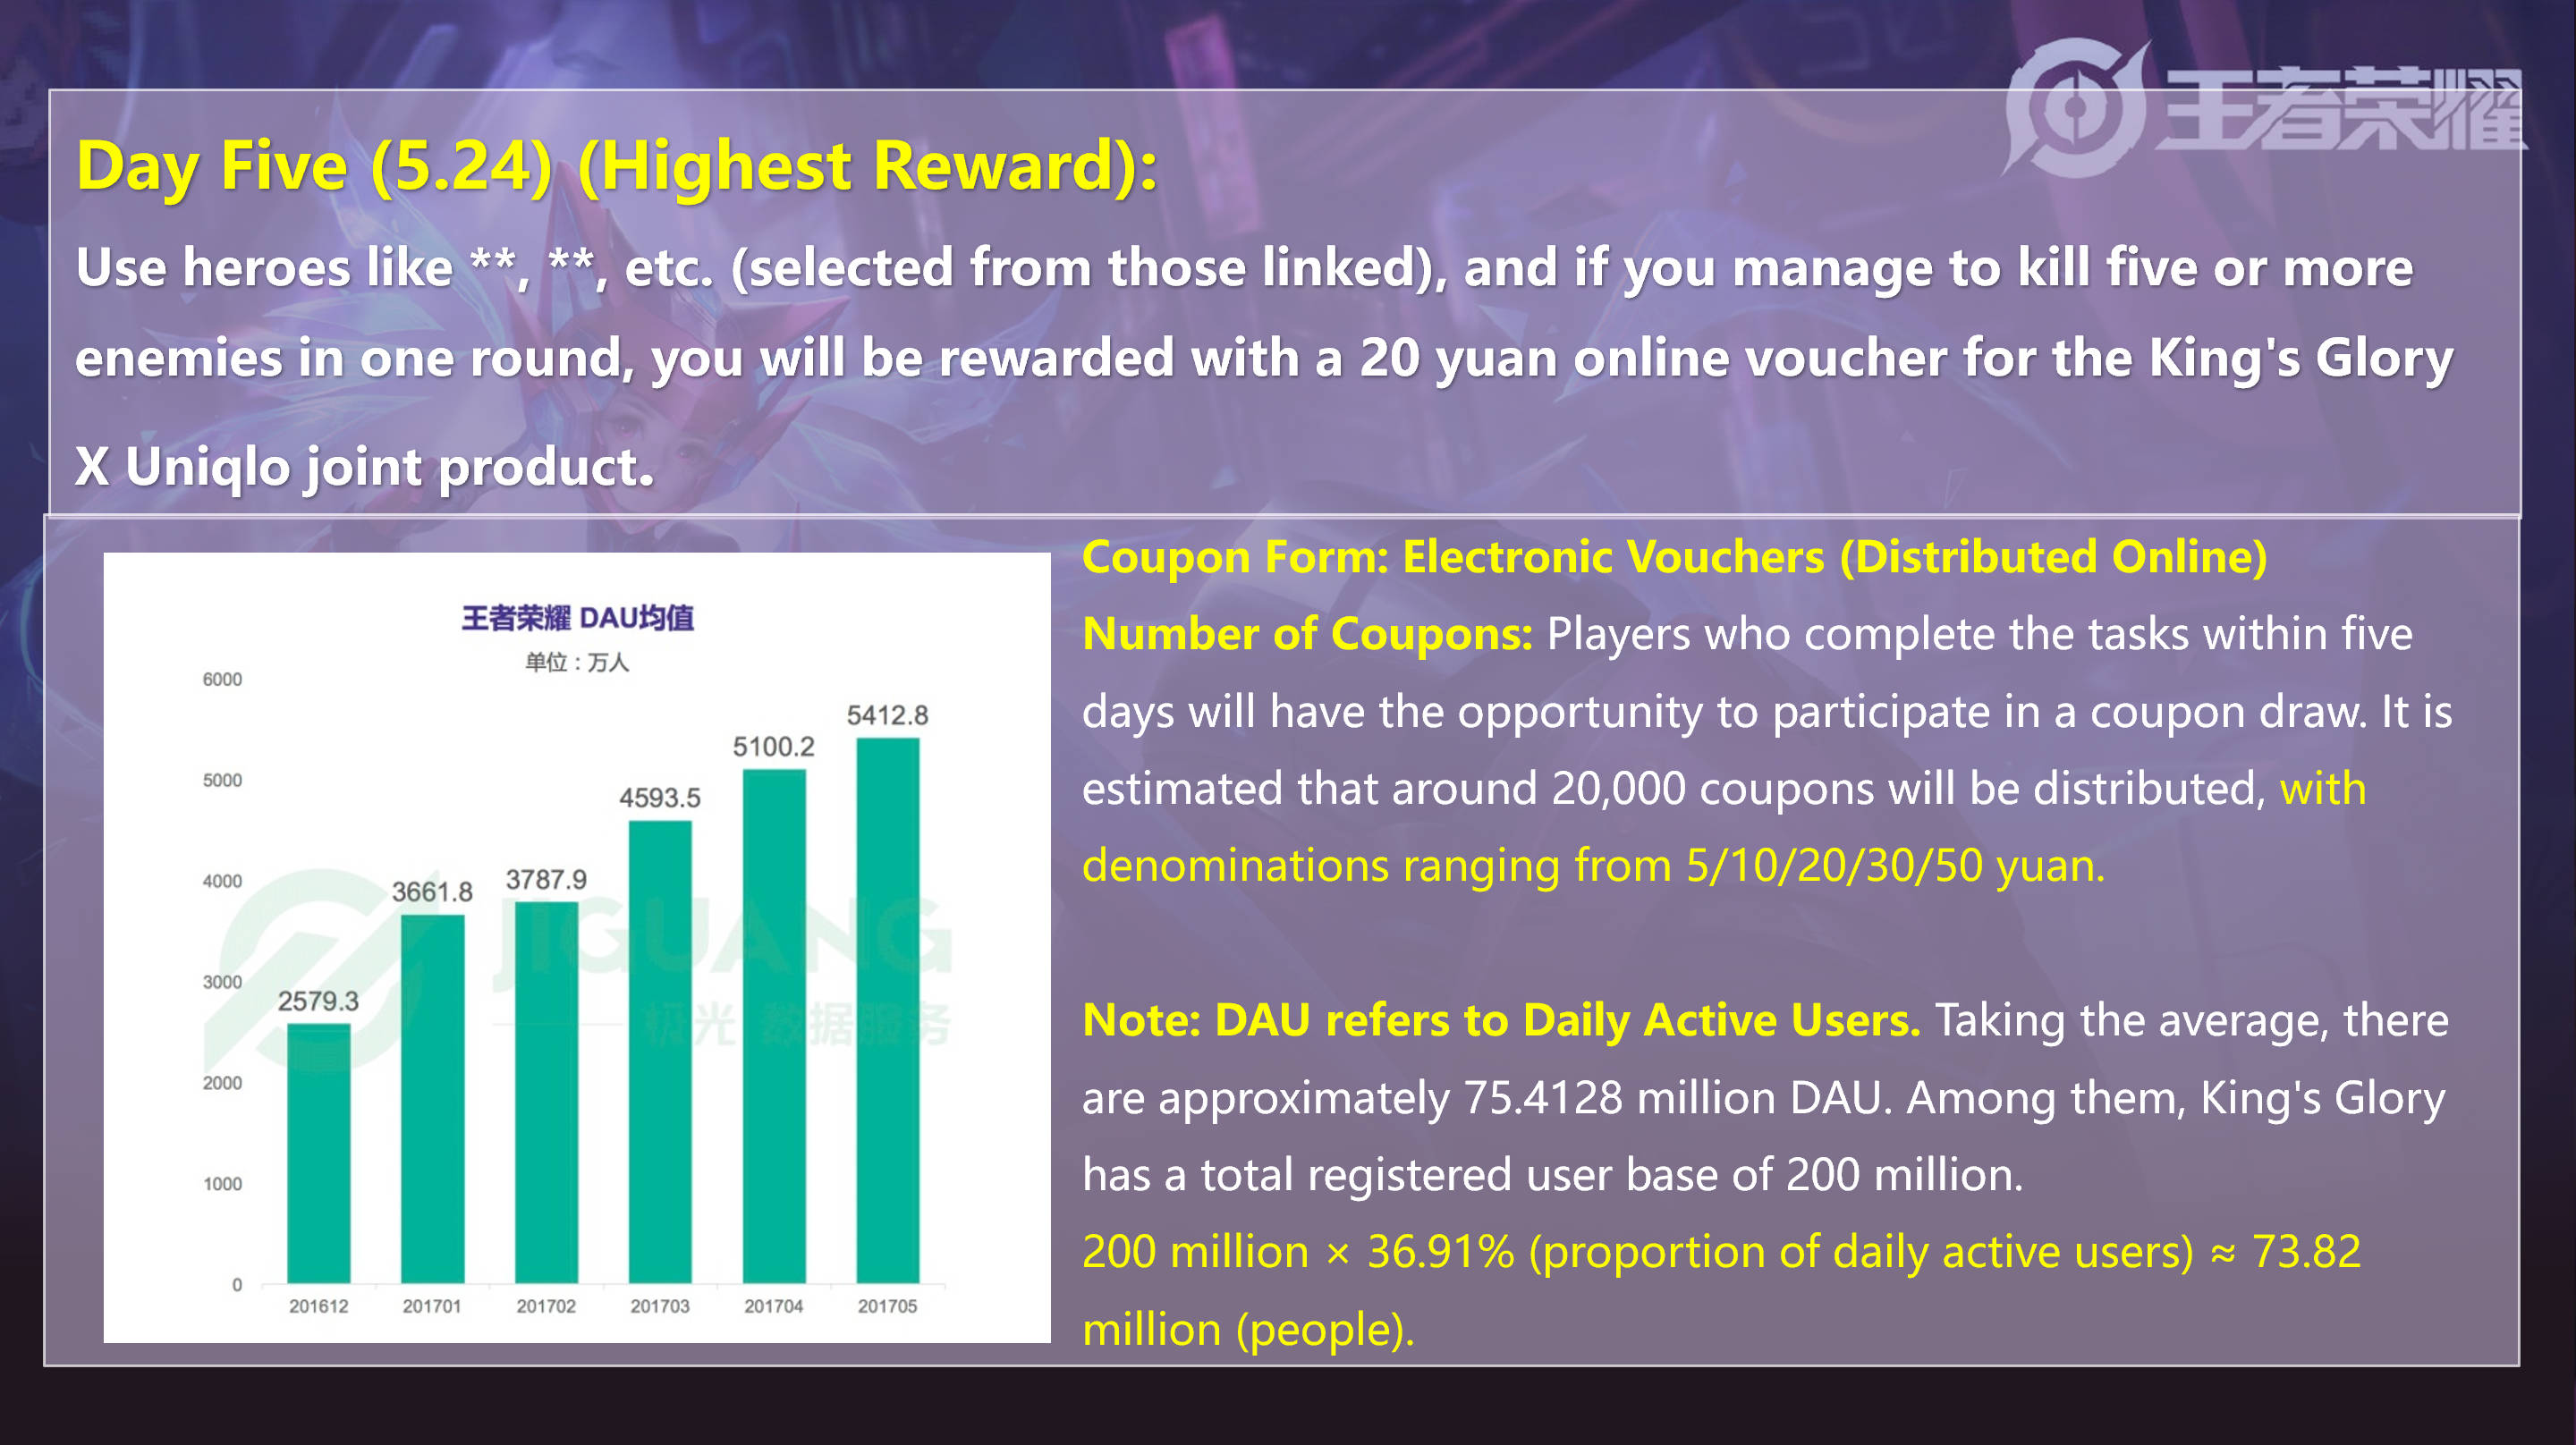 王者荣耀
Day Five (5.24) (Highest Reward):
Use heroes like **, **, etc. (selected from those linked), and if you manage to kill five or more
enemies in one round, you will be rewarded with a 20 yuan online voucher for the King's Glory
X Uniqlo joint product.
王者荣耀 DAU均值
单位：万人
6000
5000
4000
3000
2000
1000
0
2579.3
3661.8
3787.9
4593.5
5100.2
5412.8
201612 201701 201702 201703 201704 201705
JIGUANG
极光 数据服务
Coupon Form: Electronic Vouchers (Distributed Online)
Number of Coupons: Players who complete the tasks within five
days will have the opportunity to participate in a coupon draw. It is
estimated that around 20,000 coupons will be distributed, with
denominations ranging from 5/10/20/30/50 yuan.
Note: DAU refers to Daily Active Users. Taking the average, there
are approximately 75.4128 million DAU. Among them, King's Glory
has a total registered user base of 200 million.
200 million × 36.91% (proportion of daily active users) ≈ 73.82
million (people).